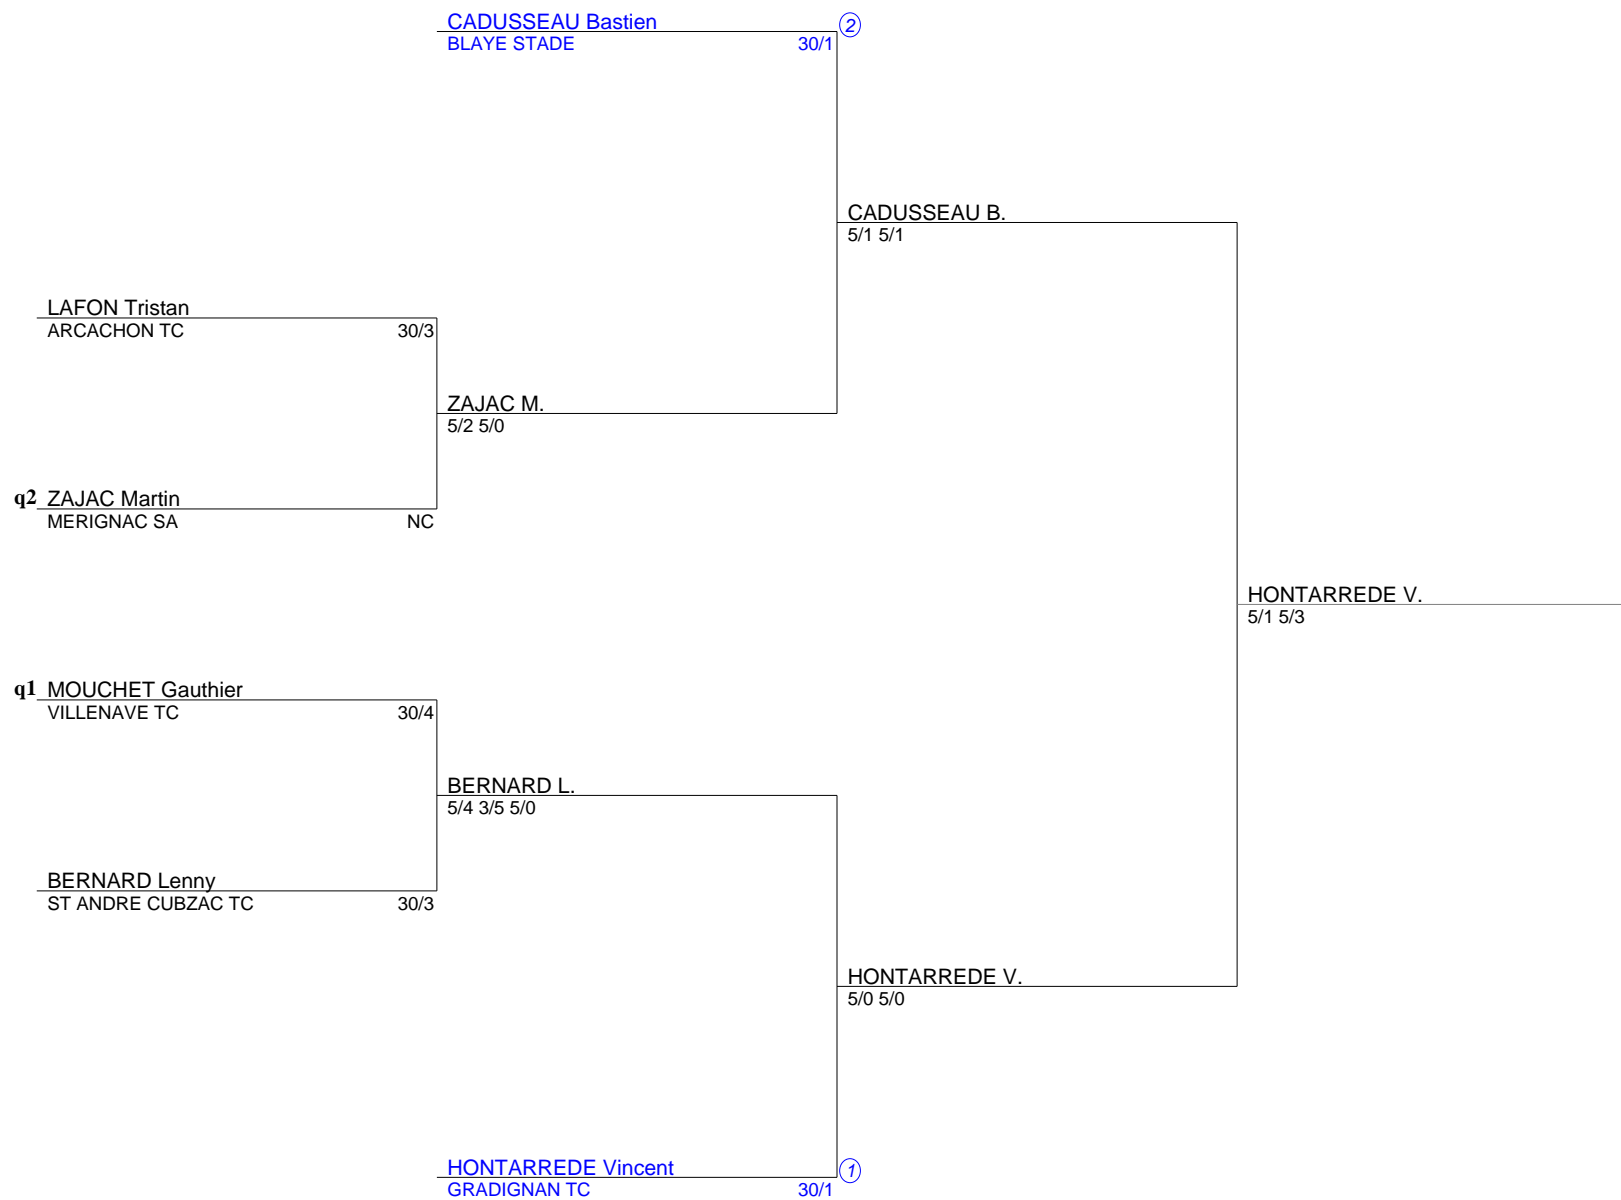 CADUSSEAU Bastien 2
BLAYE STADE 30/1
CADUSSEAU B.
5/1 5/1
LAFON Tristan
ARCACHON TC 30/3
ZAJAC M.
5/2 5/0
q2 ZAJAC Martin
MERIGNAC SA NC
HONTARREDE V.
5/1 5/3
q1 MOUCHET Gauthier
VILLENAVE TC 30/4
BERNARD L.
5/4 3/5 5/0
BERNARD Lenny
ST ANDRE CUBZAC TC 30/3
HONTARREDE V.
5/0 5/0
HONTARREDE Vincent 1
GRADIGNAN TC 30/1